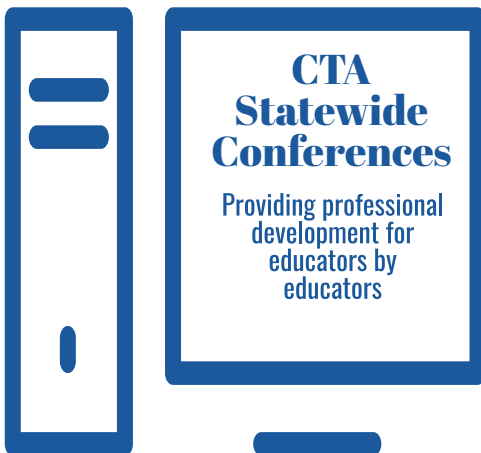 CTA
Statewide
Conferences
Providing professional
development for
educators by
educators